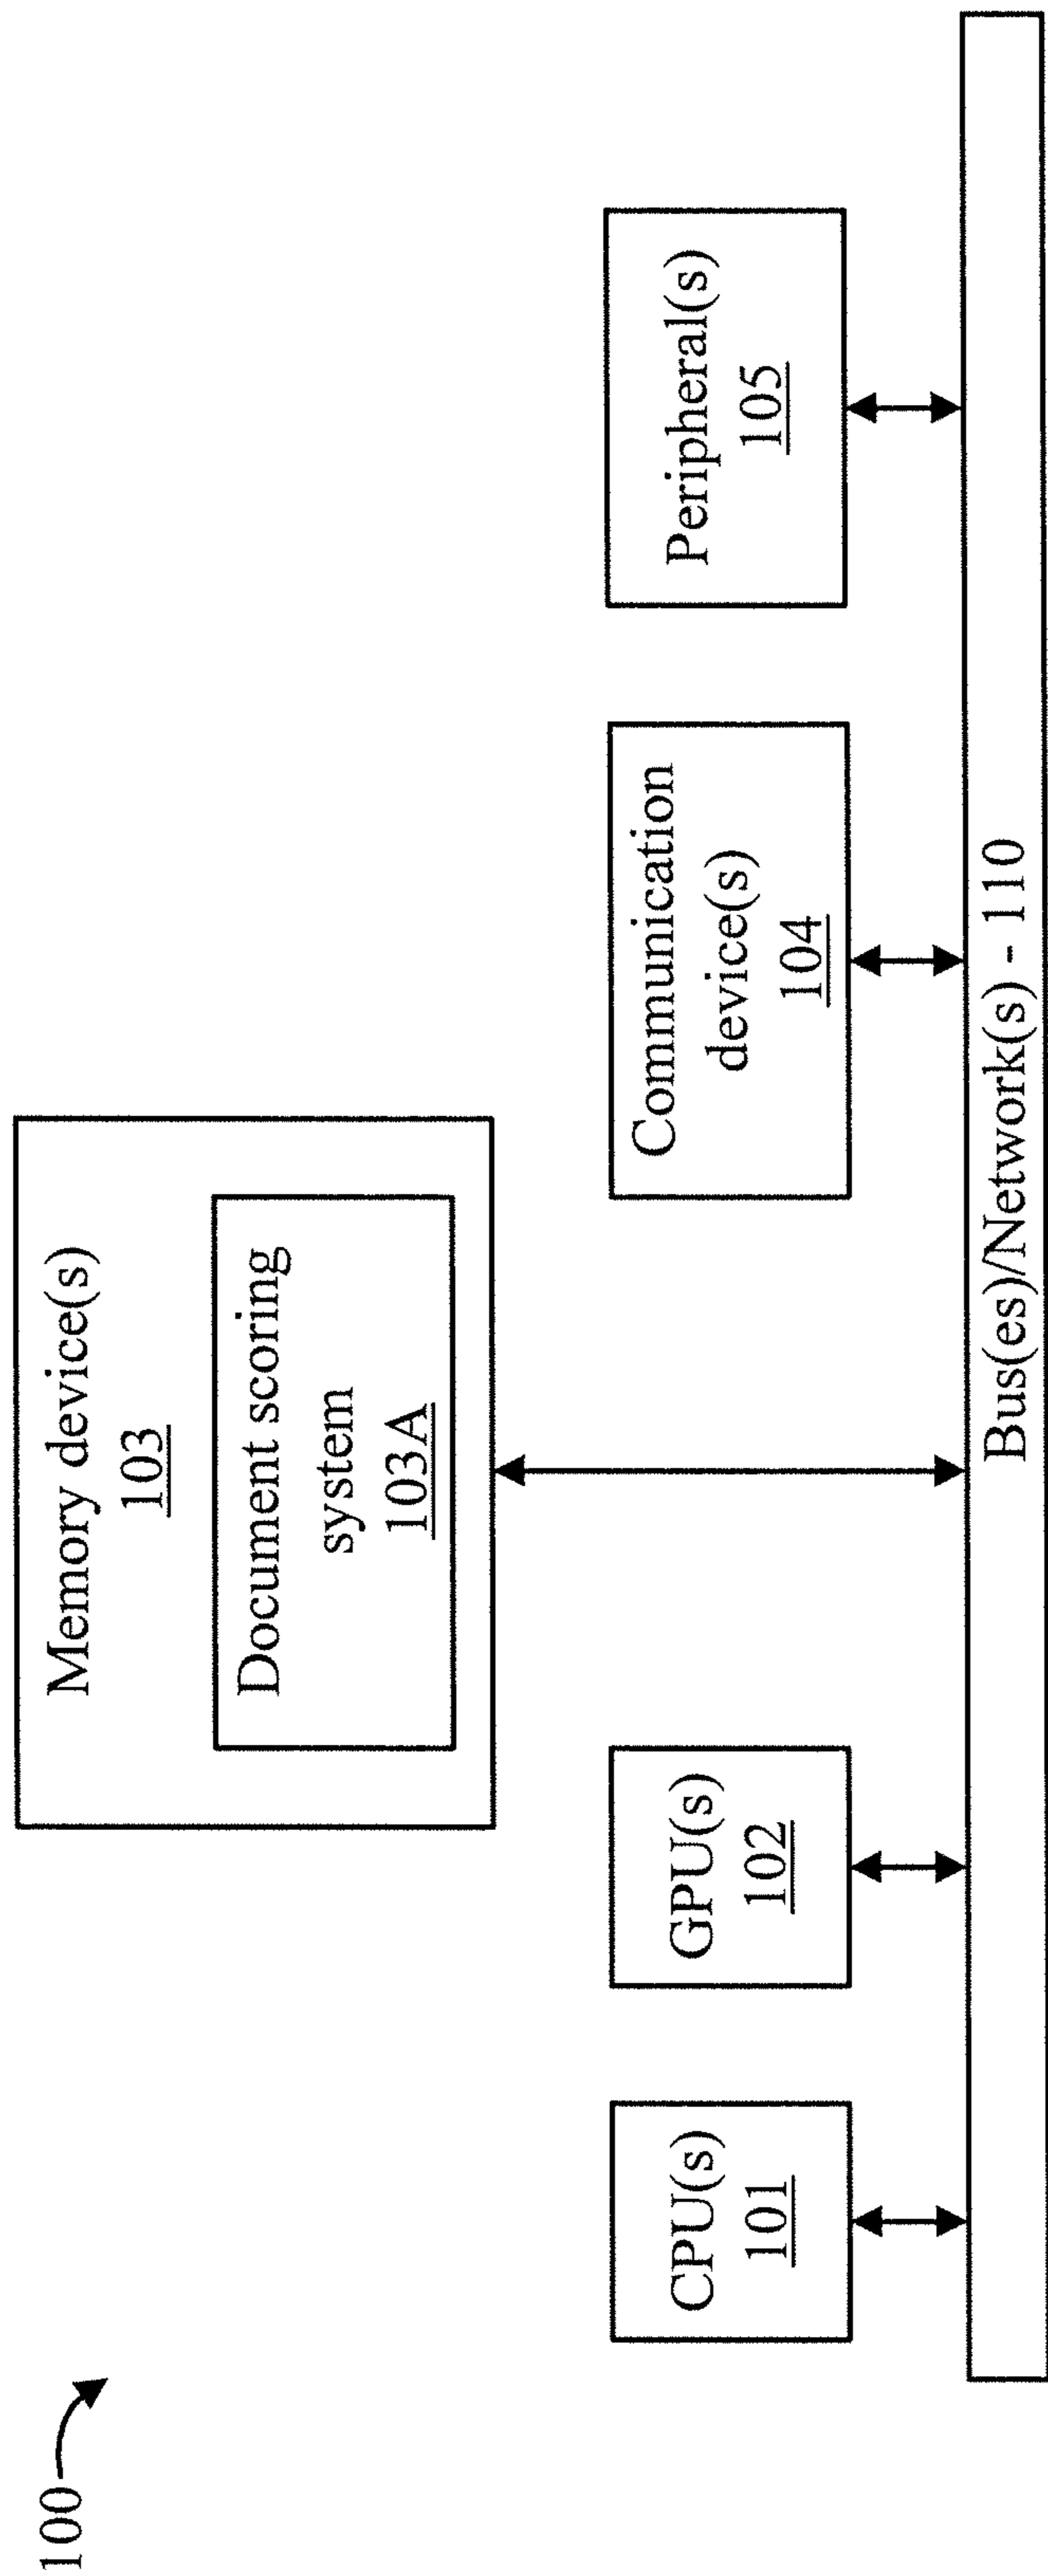 100
Memory device(s)
103
Document scoring
system
103A
CPU(s)
101
GPU(s)
102
Communication
device(s)
104
Peripheral(s)
105
Bus(es)/Network(s) - 110